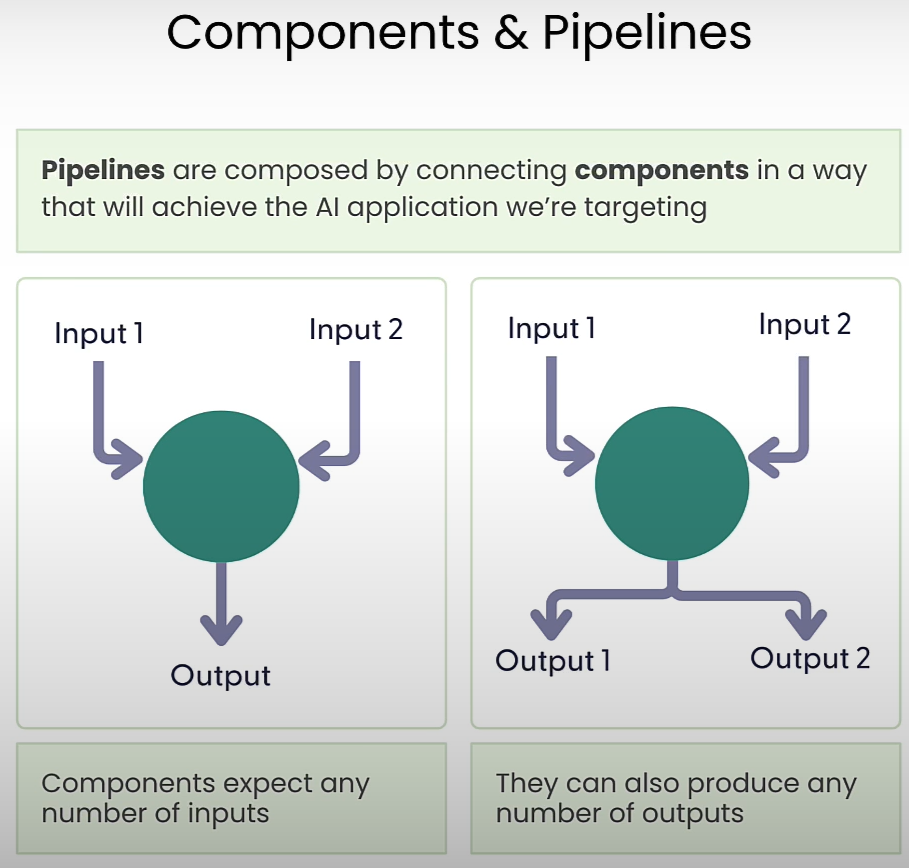 Components & Pipelines
Pipelines are composed by connecting components in a way
that will achieve the AI application we’re targeting
Input 1
Input 2
Output
Input 1
Input 2
Output 1
Output 2
Components expect any
number of inputs
They can also produce any
number of outputs